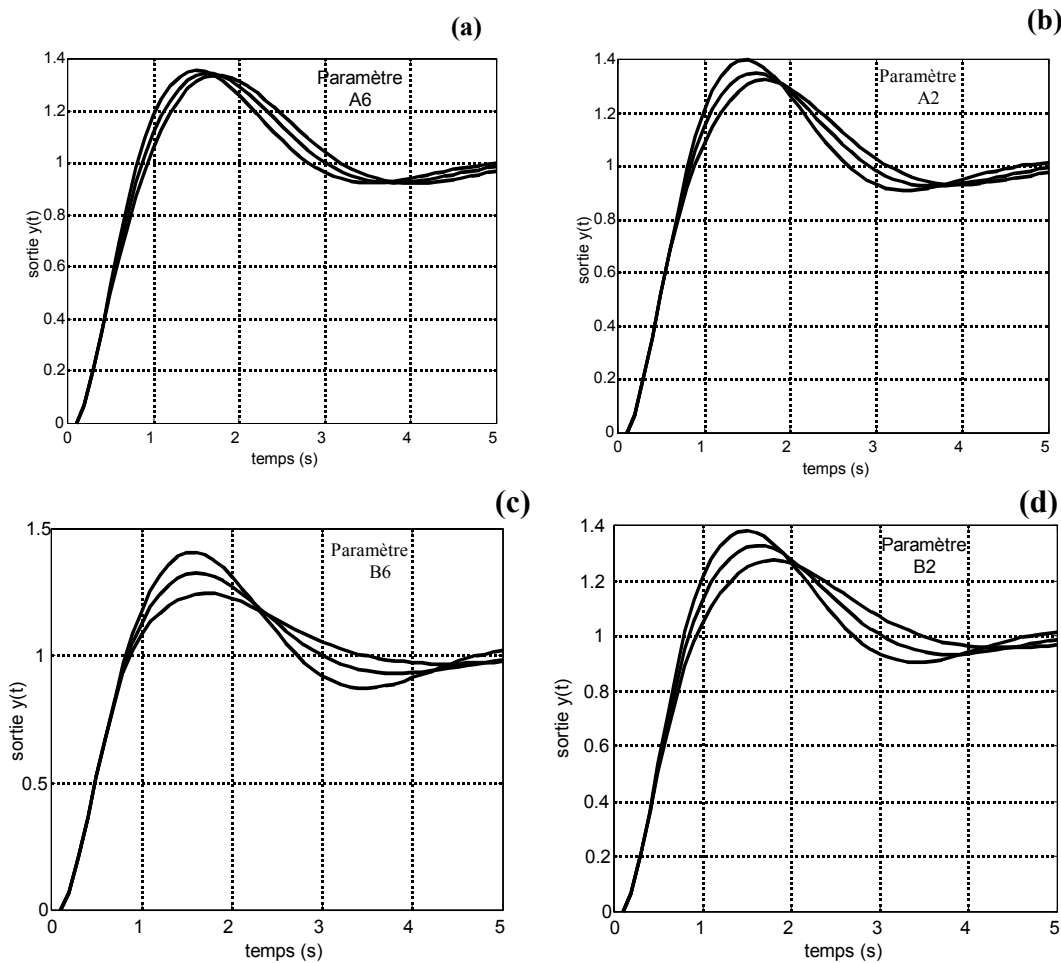 (a)
Paramètre
A6
sortie y(t)
1.4
1.2
1
0.8
0.6
0.4
0.2
0
0 1 2 3 4 5
temps (s)
(b)
Paramètre
A2
sortie y(t)
1.4
1.2
1
0.8
0.6
0.4
0.2
0
0 1 2 3 4 5
temps (s)
(c)
Paramètre
B6
sortie y(t)
1.5
1
0.5
0
0 1 2 3 4 5
temps (s)
(d)
Paramètre
B2
sortie y(t)
1.4
1.2
1
0.8
0.6
0.4
0.2
0
0 1 2 3 4 5
temps (s)